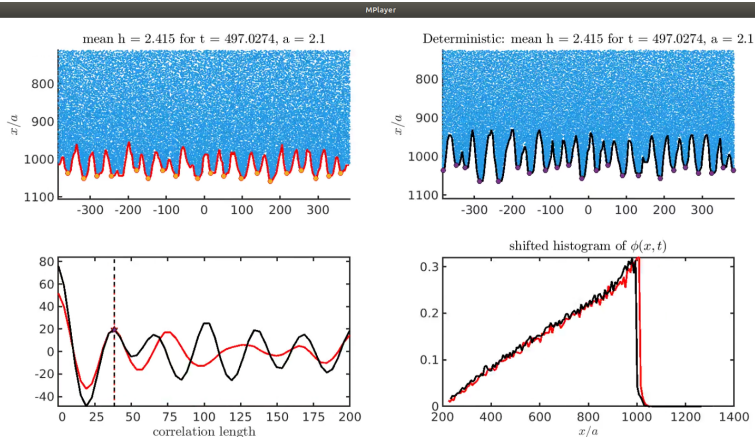 MPlayer
mean h = 2.415 for t = 497.0274, a = 2.1
x/a
800
900
1000
1100
-300 -200 -100 0 100 200 300
Deterministic: mean h = 2.415 for t = 497.0274, a = 2.1
x/a
800
900
1000
1100
-300 -200 -100 0 100 200 300
80
60
40
20
0
-20
-40
0 25 50 75 100 125 150 175 200
correlation length
shifted histogram of ϕ(x, t)
0.3
0.2
0.1
0
200 400 600 800 1000 1200 1400
x/a